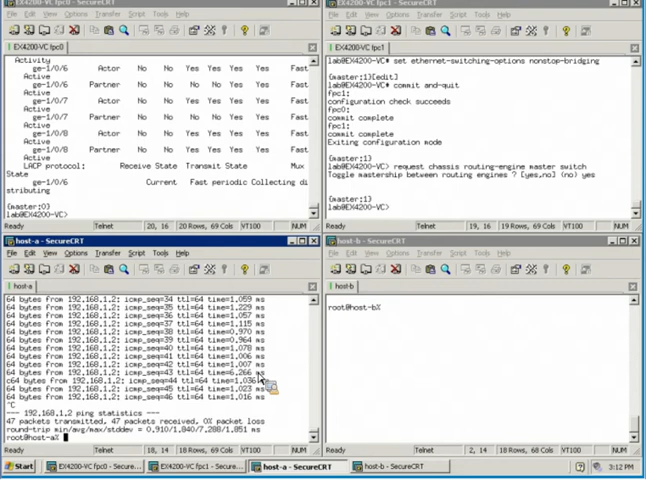 EX4200-VC fpc0 - SecureCRT
File Edit View Options Transfer Script Tools Help
EX4200-VC fpc0
Activity
ge-1/0/6 Actor No No Yes Yes Yes Fast
Active
ge-1/0/6 Partner No No Yes Yes Yes Fast
Active
ge-1/0/7 Actor No No Yes Yes Yes Fast
Active
ge-1/0/7 Partner No No Yes Yes Yes Fast
Active
ge-1/0/8 Actor No No Yes Yes Yes Fast
Active
ge-1/0/8 Partner No No Yes Yes Yes Fast
Active
LACP protocol: Receive State Transmit State Mux
State
ge-1/0/6 Current Fast periodic Collecting di
stributing
{master:0}
lab@EX4200-VC>
Ready Telnet 20, 16 20 Rows, 69 Cols VT100 NUM
EX4200-VC fpc1 - SecureCRT
File Edit View Options Transfer Script Tools Help
EX4200-VC fpc1
lab@EX4200-VC# set ethernet-switching-options nonstop-bridging
{master:1}[edit]
lab@EX4200-VC# commit and-quit
fpc1:
configuration check succeeds
fpc0:
commit complete
fpc1:
commit complete
Exiting configuration mode
{master:1}
lab@EX4200-VC> request chassis routing-engine master switch
Toggle mastership between routing engines ? [yes,no] (no) yes
{master:1}
lab@EX4200-VC>
Ready Telnet 19, 16 19 Rows, 69 Cols VT100 NUM
host-a - SecureCRT
File Edit View Options Transfer Script Tools Help
host-a
64 bytes from 192.168.1.2: icmp_seq=34 ttl=64 time=1.059 ms
64 bytes from 192.168.1.2: icmp_seq=35 ttl=64 time=1.229 ms
64 bytes from 192.168.1.2: icmp_seq=36 ttl=64 time=1.057 ms
64 bytes from 192.168.1.2: icmp_seq=37 ttl=64 time=1.115 ms
64 bytes from 192.168.1.2: icmp_seq=38 ttl=64 time=0.970 ms
64 bytes from 192.168.1.2: icmp_seq=39 ttl=64 time=0.964 ms
64 bytes from 192.168.1.2: icmp_seq=40 ttl=64 time=1.078 ms
64 bytes from 192.168.1.2: icmp_seq=41 ttl=64 time=1.006 ms
64 bytes from 192.168.1.2: icmp_seq=42 ttl=64 time=1.007 ms
64 bytes from 192.168.1.2: icmp_seq=43 ttl=64 time=6.266 ms
c64 bytes from 192.168.1.2: icmp_seq=44 ttl=64 time=1.036
64 bytes from 192.168.1.2: icmp_seq=45 ttl=64 time=1.023 ms
64 bytes from 192.168.1.2: icmp_seq=46 ttl=64 time=1.016 ms
^C
--- 192.168.1.2 ping statistics ---
47 packets transmitted, 47 packets received, 0% packet loss
round-trip min/avg/max/stddev = 0.910/1.840/7.288/1.851 ms
root@host-a%
Ready Telnet 18, 14 18 Rows, 69 Cols VT100 NUM
host-b - SecureCRT
File Edit View Options Transfer Script Tools Help
host-b
root@host-b%
Ready Telnet 2, 14 18 Rows, 68 Cols VT100 NUM
Start EX4200-VC fpc0 - Secure... EX4200-VC fpc1 - Secure... host-a - SecureCRT host-b - SecureCRT 3:12 PM